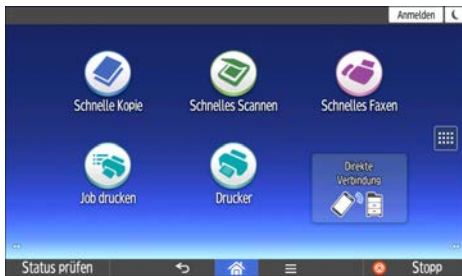 Anmelden
Schnelle Kopie
Schnelles Scannen
Schnelles Faxen
Job drucken
Drucker
Direkte
Verbindung
Status prüfen
Stopp